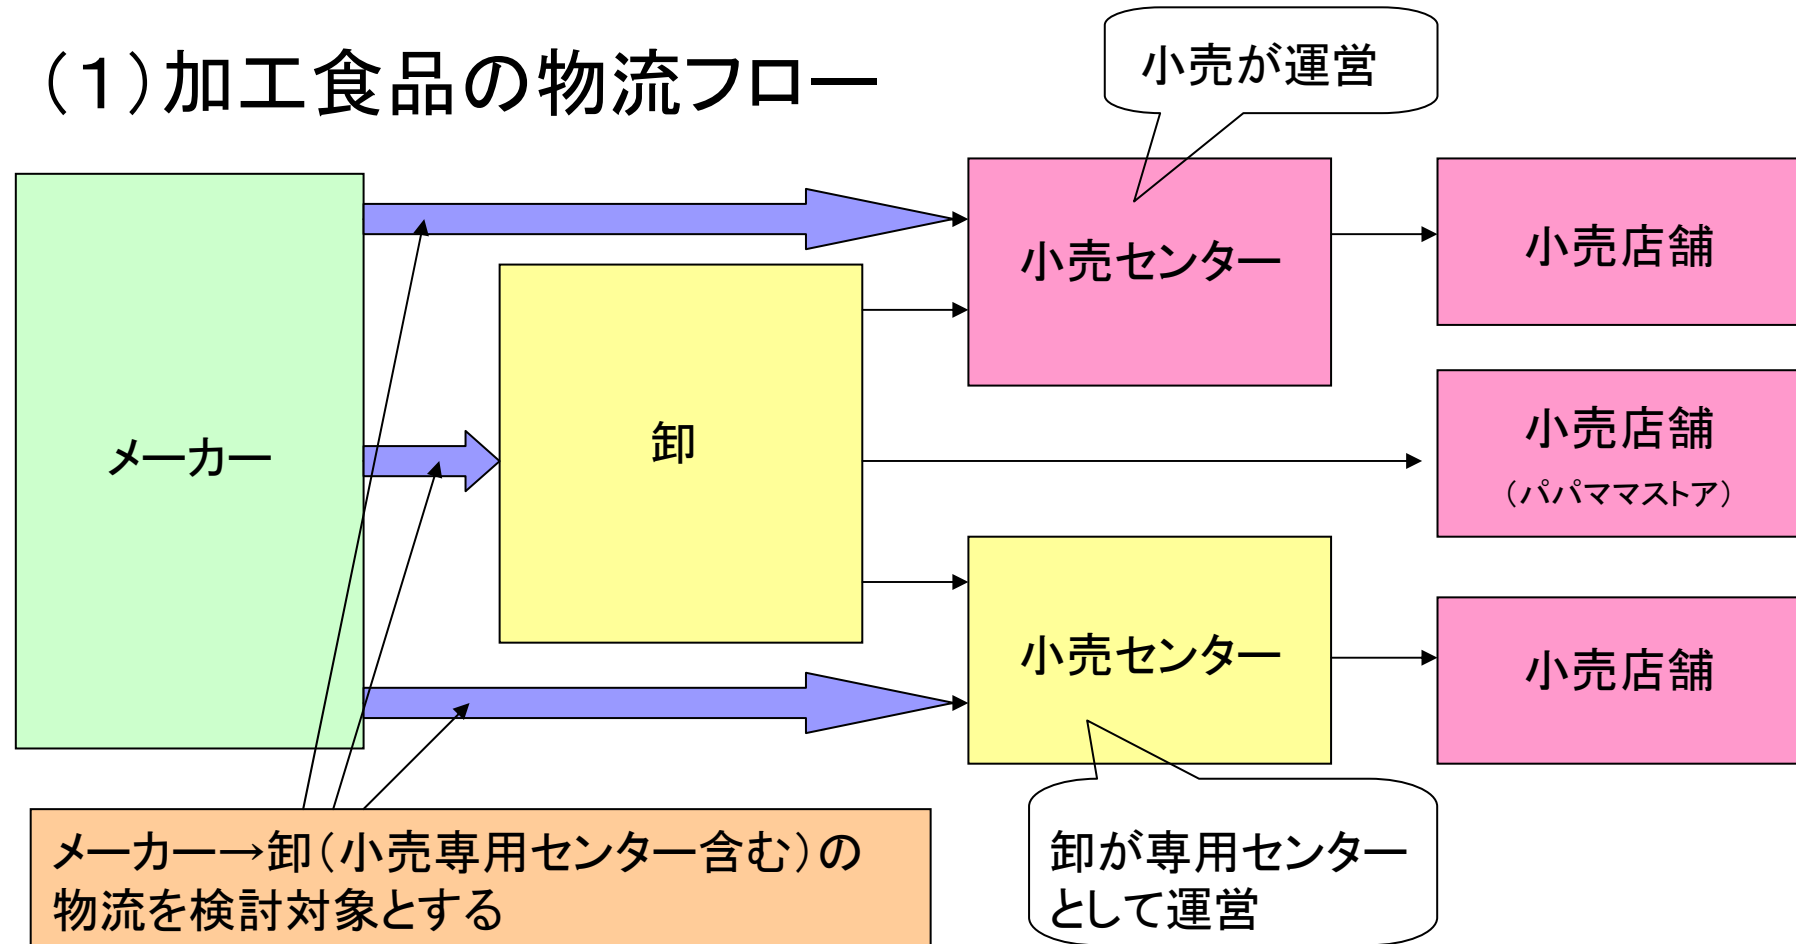 （１）加工食品の物流フロー
小売が運営
小売センター
小売店舗
メーカー
卸
小売店舗
（パパママストア）
小売センター
小売店舗
メーカー→卸（小売専用センター含む）の
物流を検討対象とする
卸が専用センター
として運営